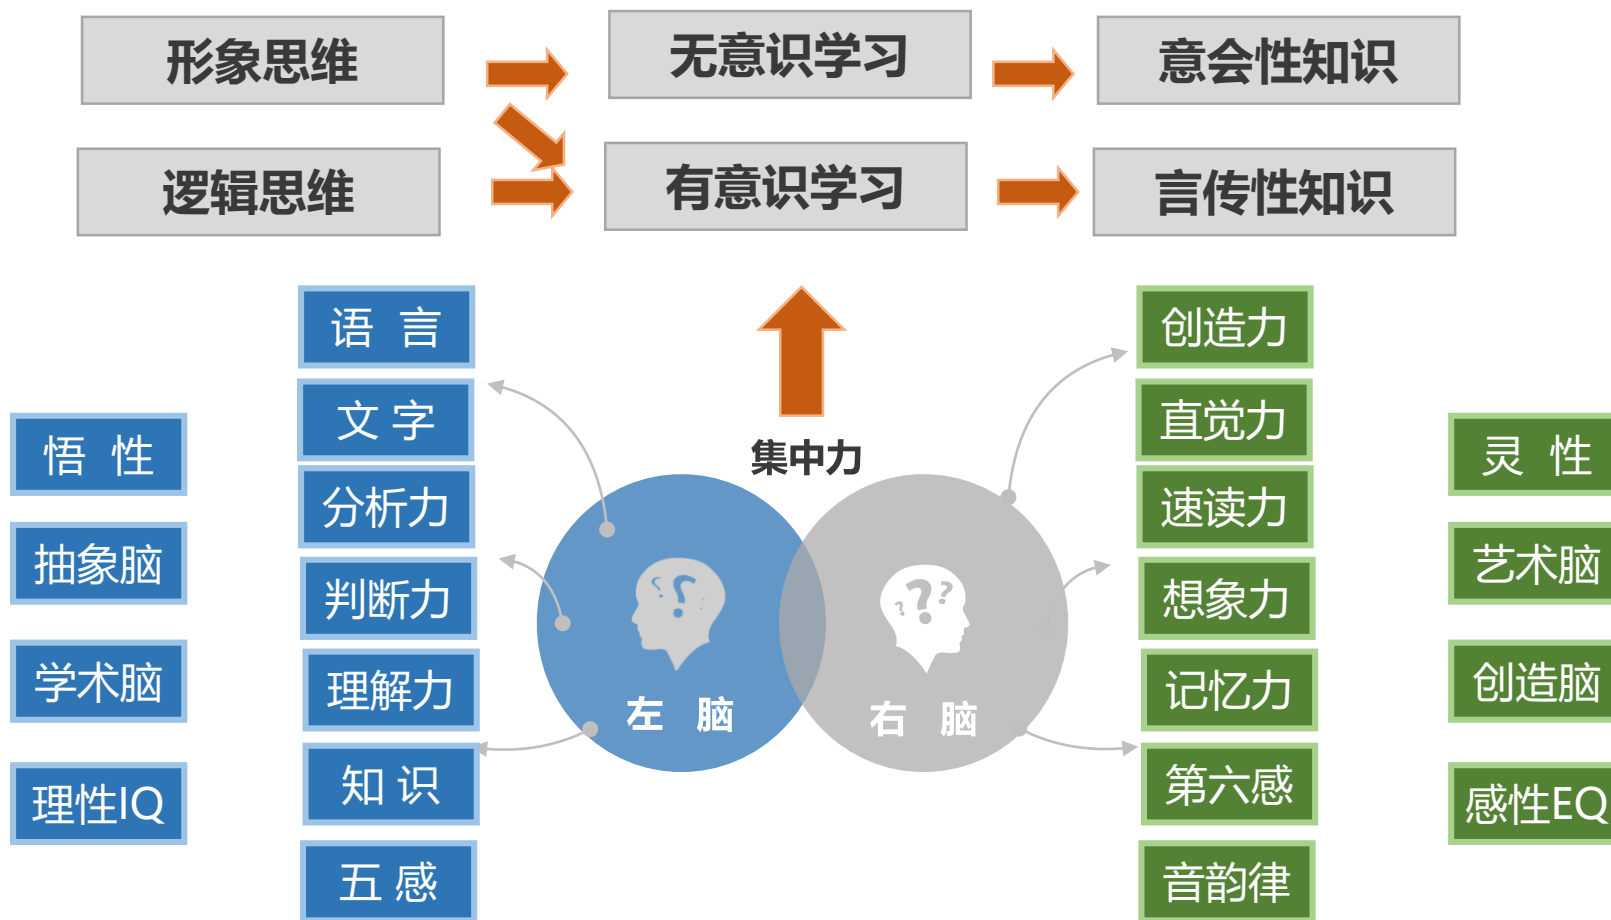 形象思维
无意识学习
意会性知识
逻辑思维
有意识学习
言传性知识
集中力
悟 性
抽象脑
学术脑
理性IQ
语 言
文 字
分析力
判断力
理解力
知 识
五 感
左 脑
右 脑
创造力
直觉力
速读力
想象力
记忆力
第六感
音韵律
灵 性
艺术脑
创造脑
感性EQ